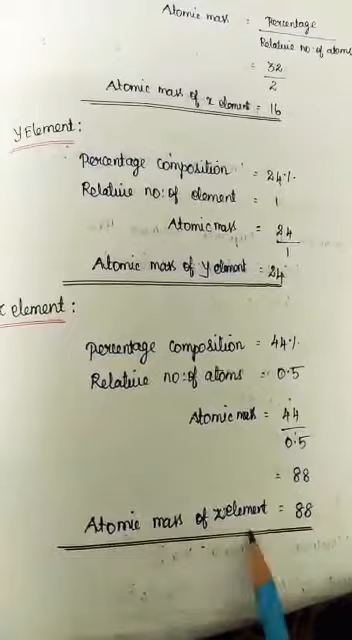 Atomic mass = Percentage
Relative no: of atoms
= 32
2
Atomic mass of x element = 16
Y Element:
Percentage composition = 24%
Relative no: of element = 1
Atomic mass = 24
1
Atomic mass of y element = 24
element:
percentage composition = 44%
Relative no: of atoms = 0.5
Atomic mass = 44
0.5
= 88
Atomic mass of z element = 88